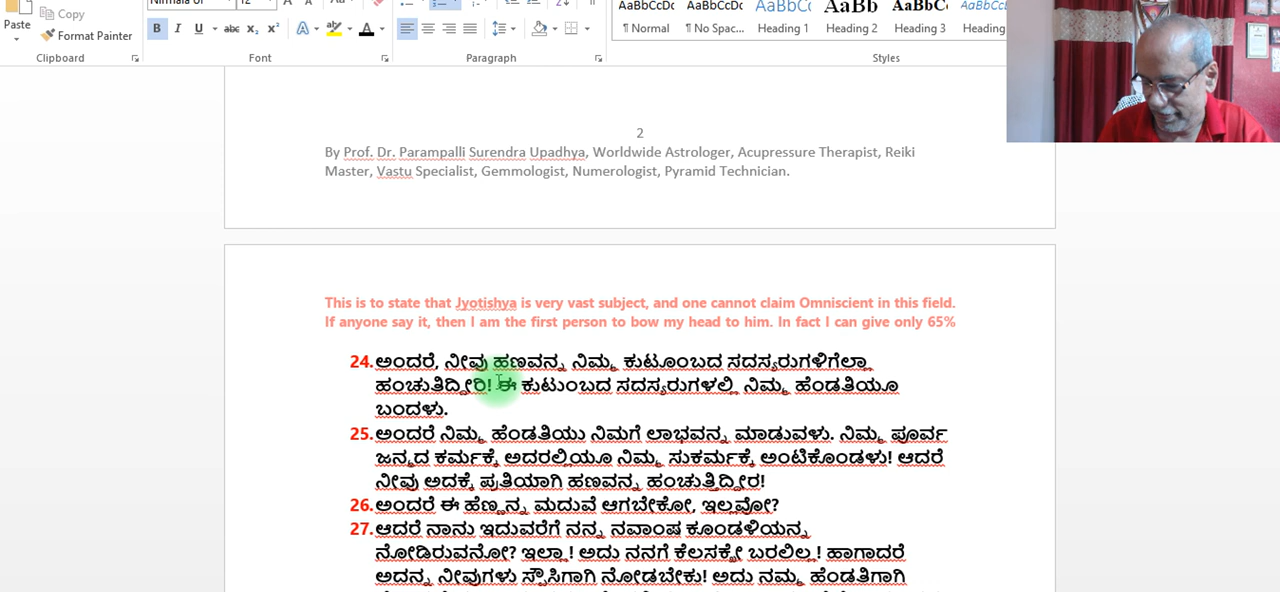 Paste
Copy
Format Painter
Clipboard
Font
Paragraph
Styles
AaBbCcDc AaBbCcDc AaBbCc AaBb AaBbC
¶ Normal ¶ No Spac... Heading 1 Heading 2 Heading 3 Heading
2
By Prof. Dr. Parampalli Surendra Upadhya, Worldwide Astrologer, Acupressure Therapist, Reiki
Master, Vastu Specialist, Gemmologist, Numerologist, Pyramid Technician.
This is to state that Jyotishya is very vast subject, and one cannot claim Omniscient in this field.
If anyone say it, then I am the first person to bow my head to him. In fact I can give only 65%
24. ಅಂದರೆ, ನೀವು ಹಣವನ್ನ ನಿಮ್ಮ ಕುಟೂಂಬದ ಸದಸ್ಯರುಗಳಿಗೆಲ್ಲಾ
ಹಂಚುತಿದ್ದೀರಿ! ಈ ಕುಟುಂಬದ ಸದಸ್ಯರುಗಳಲ್ಲಿ ನಿಮ್ಮ ಹೆಂಡತಿಯೂ
ಬಂದಳು.
25. ಅಂದರೆ ನಿಮ್ಮ ಹೆಂಡತಿಯು ನಿಮಗೆ ಲಾಭವನ್ನ ಮಾಡುವಳು. ನಿಮ್ಮ ಪೂರ್ವ
ಜನ್ಮದ ಕರ್ಮಕ್ಕೆ ಅದರಲ್ಲಿಯೂ ನಿಮ್ಮ ಸುಕರ್ಮಕ್ಕೆ ಅಂಟಿಕೊಂಡಳು! ಆದರೆ
ನೀವು ಅದಕ್ಕೆ ಪ್ರತಿಯಾಗಿ ಹಣವನ್ನ ಹಂಚುತ್ತಿದ್ದೀರ!
26. ಅಂದರೆ ಈ ಹೆಣ್ಣನ್ನ ಮದುವೆ ಆಗಬೇಕೋ, ಇಲ್ಲವೋ?
27. ಆದರೆ ನಾನು ಇದುವರೆಗೆ ನನ್ನ ನವಾಂಷ ಕೂಂಡಳಿಯನ್ನ
ನೋಡಿರುವನೋ? ಇಲ್ಲಾ! ಅದು ನನಗೆ ಕೆಲಸಕ್ಕೇ ಬರಲಿಲ್ಲ! ಹಾಗಾದರೆ
ಅದನ್ನ ನೀವುಗಳು ಸ್ಪೌಸಿಗಾಗಿ ನೋಡಬೇಕು! ಅದು ನಮ್ಮ ಹೆಂಡತಿಗಾಗಿ